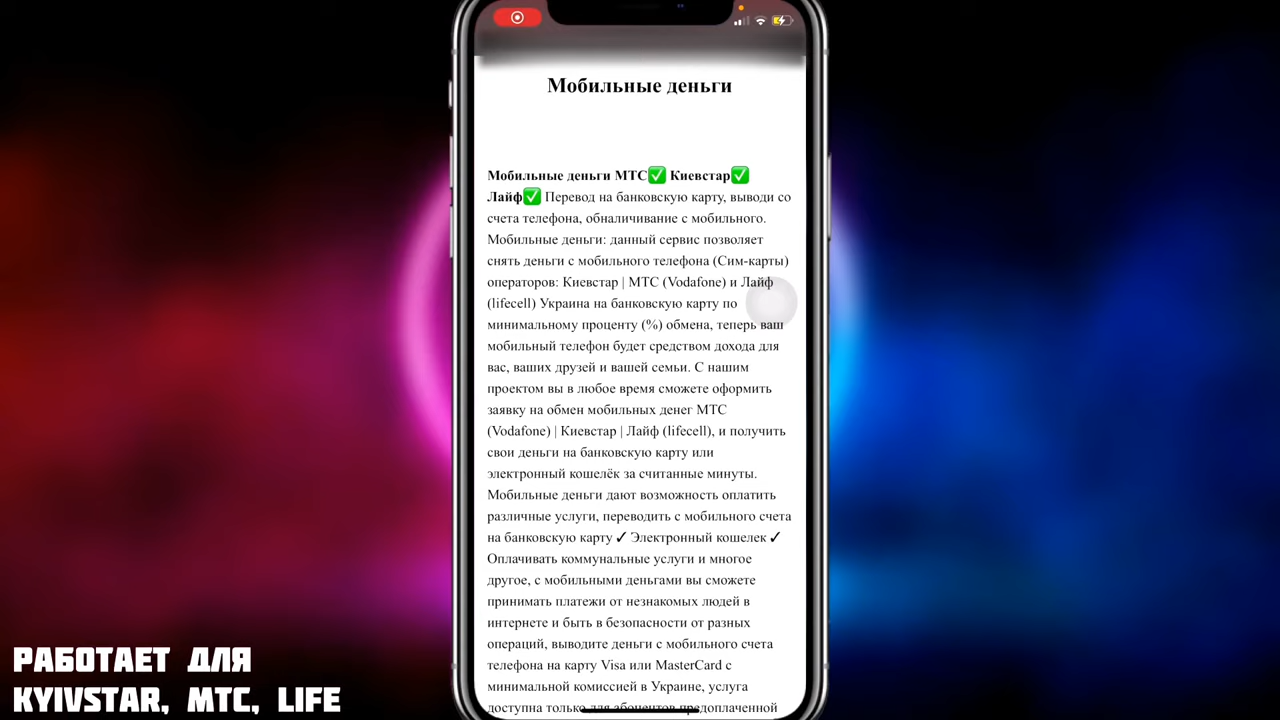 Мобильные деньги
Мобильные деньги МТС✅ Киевстар✅
Лайф✅ Перевод на банковскую карту, выводи со
счета телефона, обналичивание с мобильного.
Мобильные деньги: данный сервис позволяет
снять деньги с мобильного телефона (Сим-карты)
операторов: Киевстар | МТС (Vodafone) и Лайф
(lifecell) Украина на банковскую карту по
минимальному проценту (%) обмена, теперь ваш
мобильный телефон будет средством дохода для
вас, ваших друзей и вашей семьи. С нашим
проектом вы в любое время сможете оформить
заявку на обмен мобильных денег МТС
(Vodafone) | Киевстар | Лайф (lifecell), и получить
свои деньги на банковскую карту или
электронный кошелёк за считанные минуты.
Мобильные деньги дают возможность оплатить
различные услуги, переводить с мобильного счета
на банковскую карту ✓ Электронный кошелек ✓
Оплачивать коммунальные услуги и многое
другое, с мобильными деньгами вы сможете
принимать платежи от незнакомых людей в
интернете и быть в безопасности от разных
операций, выводите деньги с мобильного счета
телефона на карту Visa или MasterCard с
минимальной комиссией в Украине, услуга
доступна только для абонентов предоплаченной
РАБОТАЕТ ДЛЯ
KYIVSTAR, МТС, LIFE